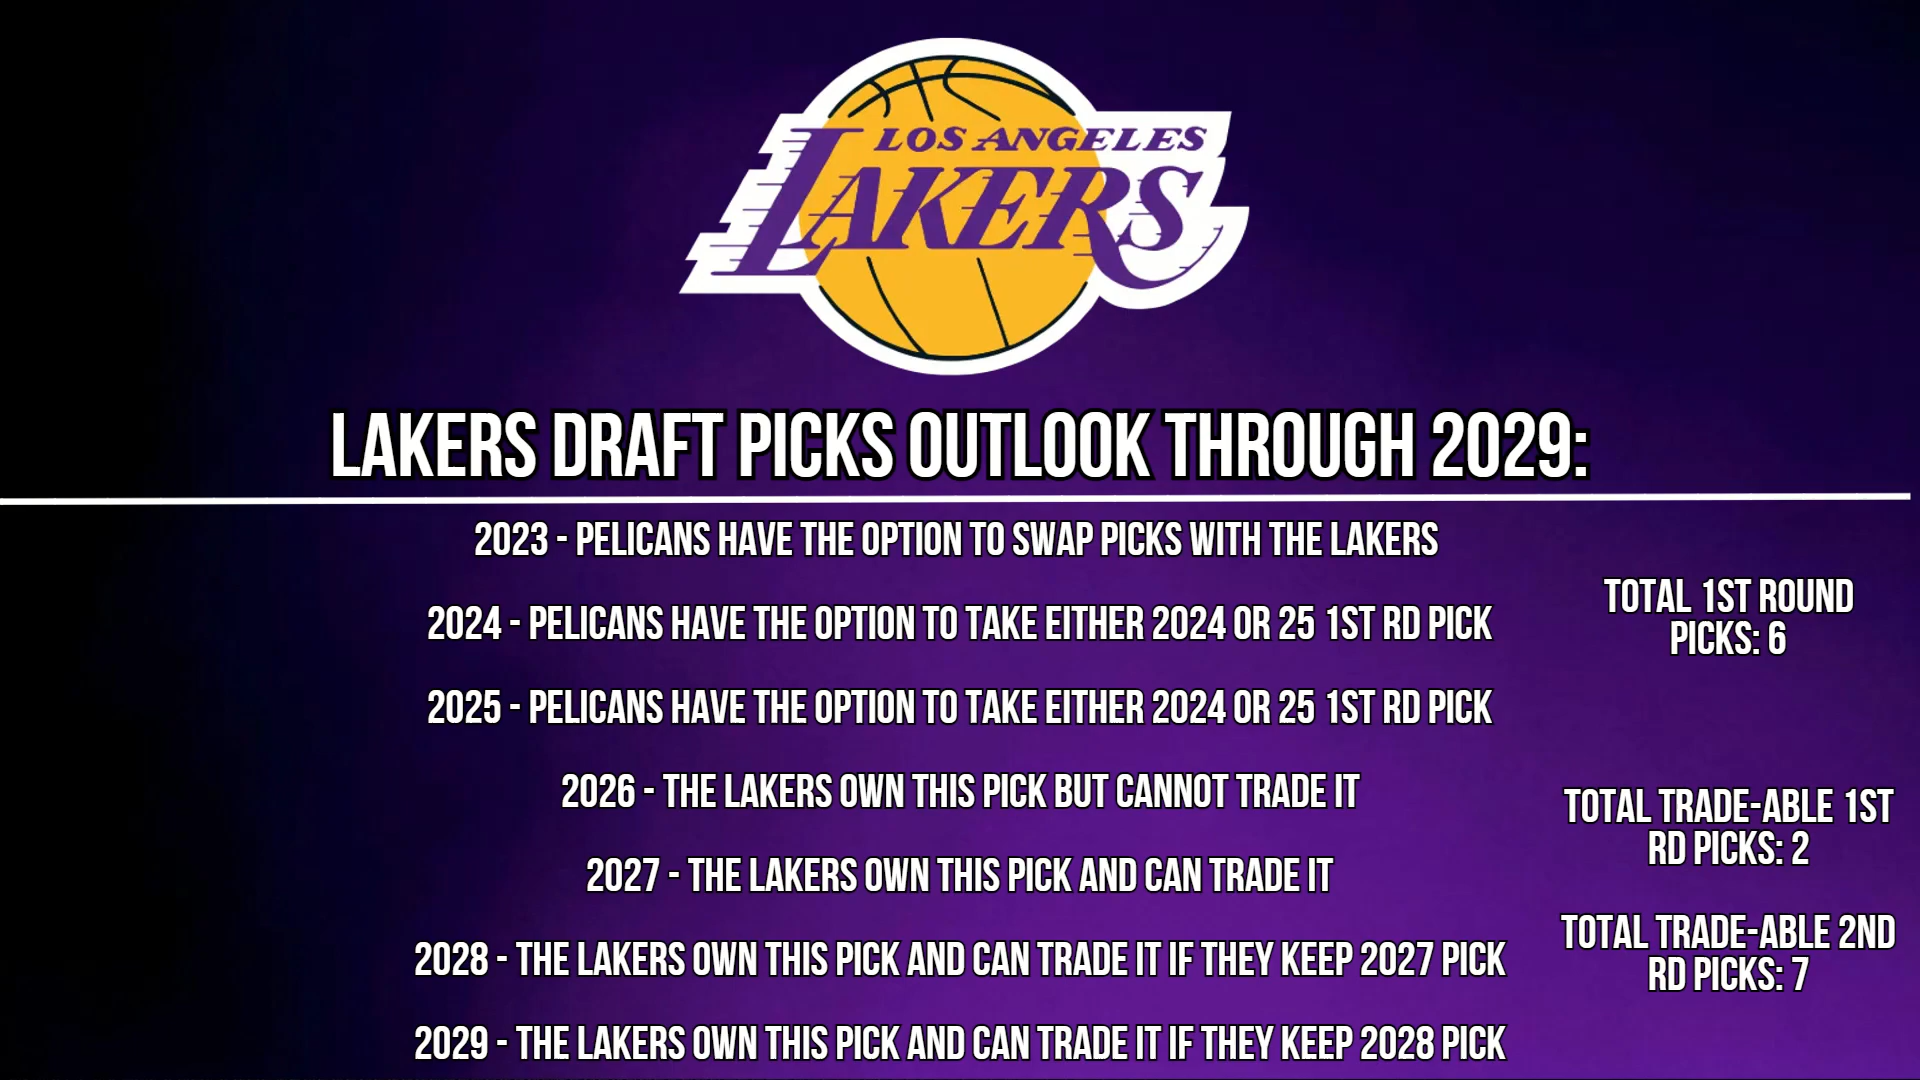 LOS ANGELES
LAKERS
LAKERS DRAFT PICKS OUTLOOK THROUGH 2029:
2023 - PELICANS HAVE THE OPTION TO SWAP PICKS WITH THE LAKERS
2024 - PELICANS HAVE THE OPTION TO TAKE EITHER 2024 OR 25 1ST RD PICK
2025 - PELICANS HAVE THE OPTION TO TAKE EITHER 2024 OR 25 1ST RD PICK
2026 - THE LAKERS OWN THIS PICK BUT CANNOT TRADE IT
2027 - THE LAKERS OWN THIS PICK AND CAN TRADE IT
2028 - THE LAKERS OWN THIS PICK AND CAN TRADE IT IF THEY KEEP 2027 PICK
2029 - THE LAKERS OWN THIS PICK AND CAN TRADE IT IF THEY KEEP 2028 PICK
TOTAL 1ST ROUND
PICKS: 6
TOTAL TRADE-ABLE 1ST
RD PICKS: 2
TOTAL TRADE-ABLE 2ND
RD PICKS: 7